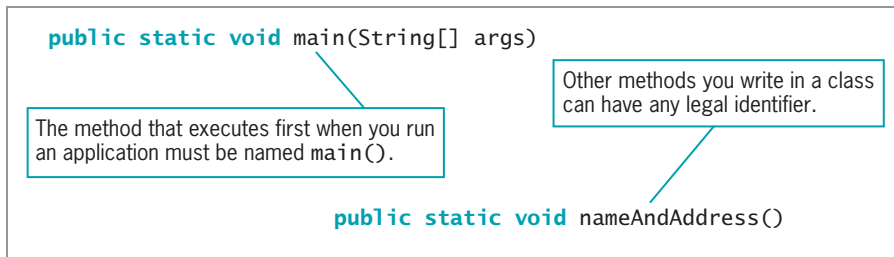 public static void main(String[] args)
Other methods you write in a class
can have any legal identifier.
The method that executes first when you run
an application must be named main().
public static void nameAndAddress()